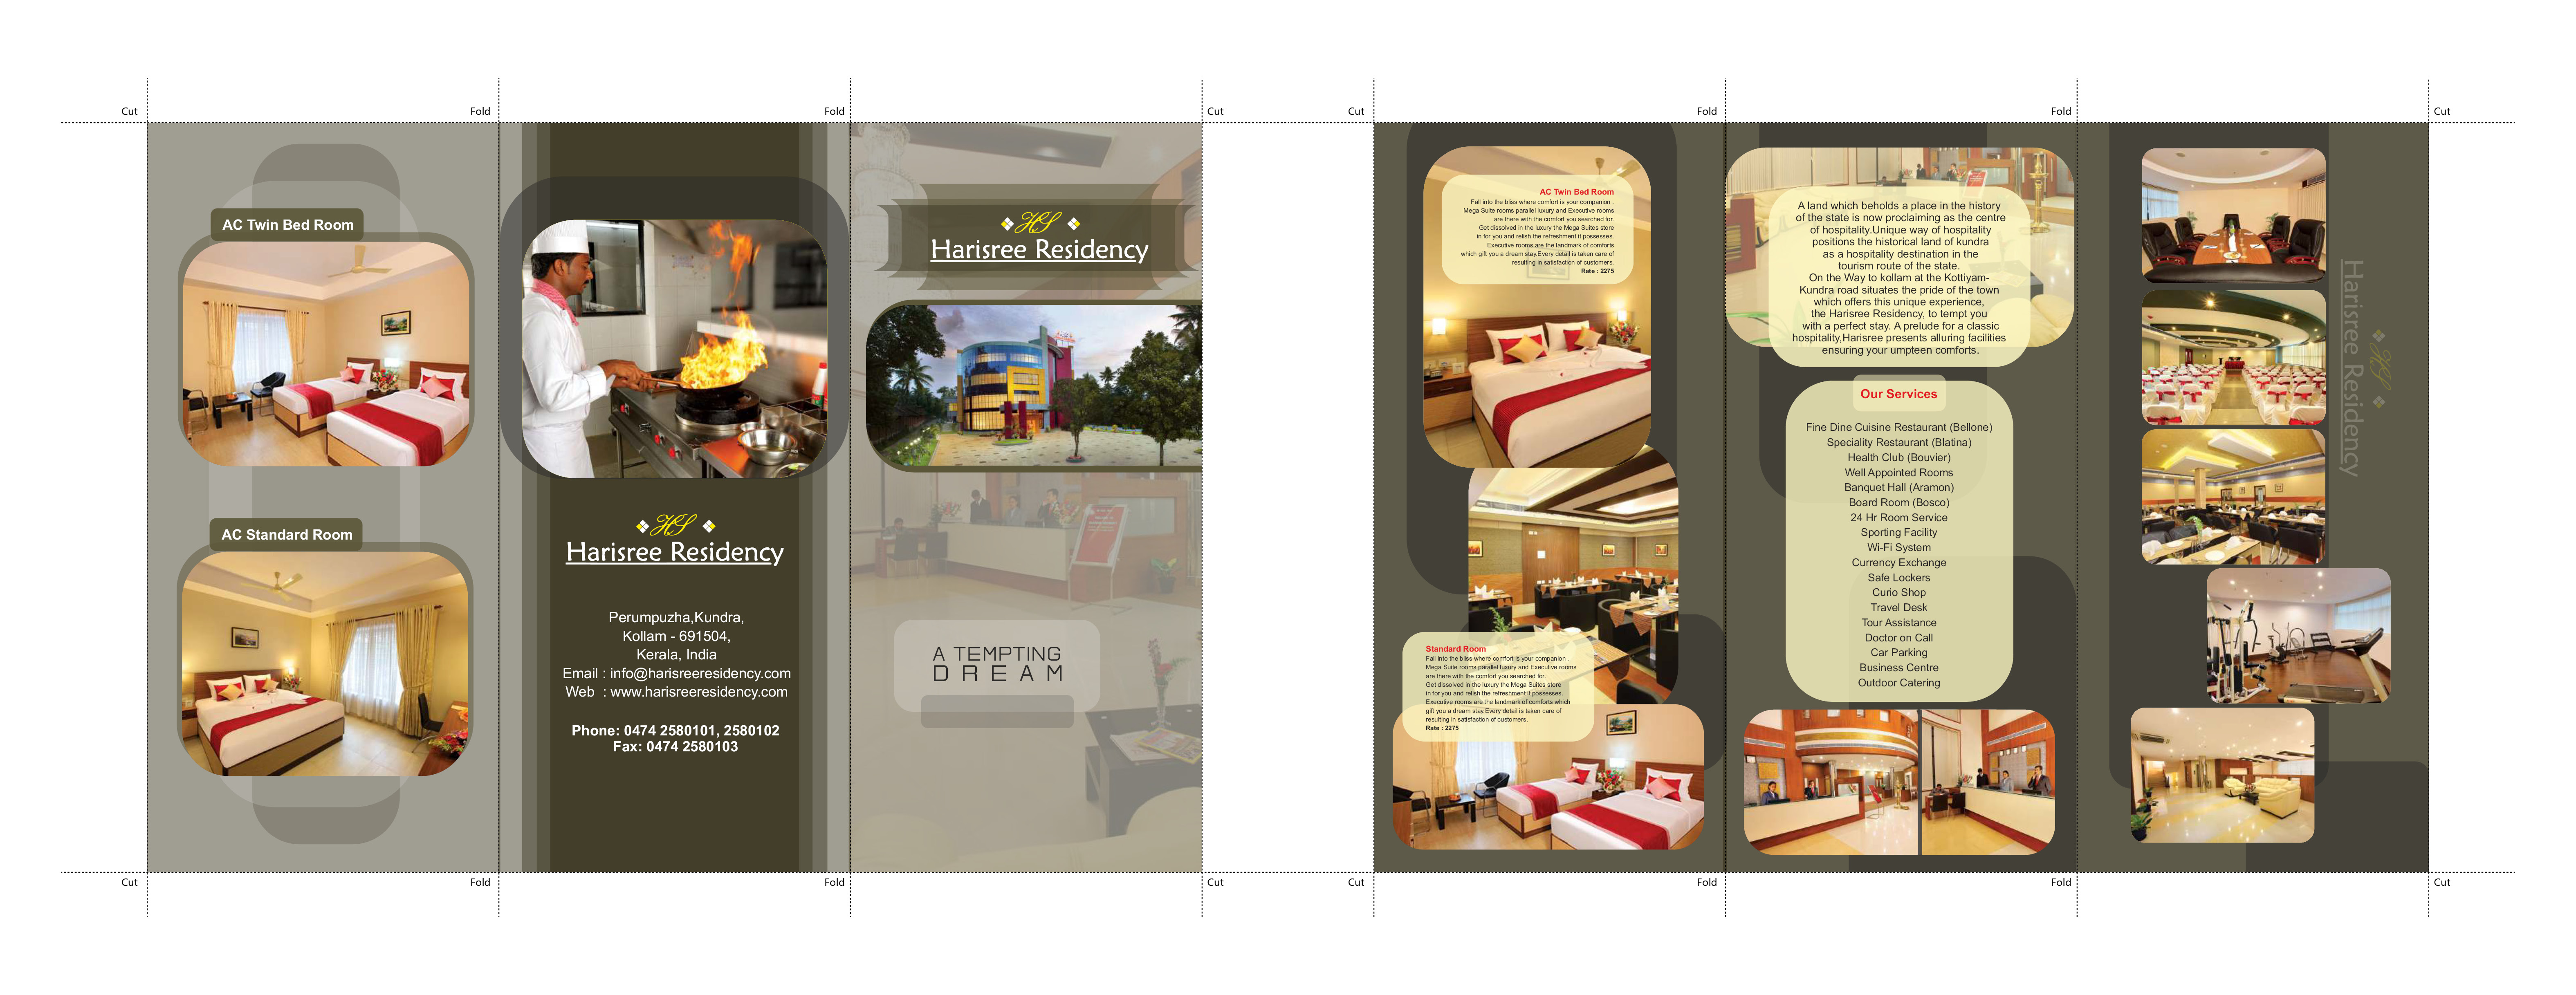 Cut
Fold
Fold
Cut
Cut
Fold
Fold
Cut
AC Twin Bed Room
AC Standard Room
HS
Harisree Residency
Perumpuzha,Kundra,
Kollam - 691504,
Kerala, India
Email : info@harisreeresidency.com
Web : www.harisreeresidency.com
Phone: 0474 2580101, 2580102
Fax: 0474 2580103
HS
Harisree Residency
A TEMPTING
DREAM
AC Twin Bed Room
Fall into the bliss where comfort is your companion .
Mega Suite rooms parallel luxury and Executive rooms
are there with the comfort you searched for.
Get dissolved in the luxury the Mega Suites store
in for you and relish the refreshment it possesses.
Executive rooms are the landmark of comforts
which gift you a dream stay.Every detail is taken care of
resulting in satisfaction of customers.
Rate : 2275
Standard Room
Fall into the bliss where comfort is your companion .
Mega Suite rooms parallel luxury and Executive rooms
are there with the comfort you searched for.
Get dissolved in the luxury the Mega Suites store
in for you and relish the refreshment it possesses.
Executive rooms are the landmark of comforts which
gift you a dream stay.Every detail is taken care of
resulting in satisfaction of customers.
Rate : 2275
A land which beholds a place in the history
of the state is now proclaiming as the centre
of hospitality.Unique way of hospitality
positions the historical land of kundra
as a hospitality destination in the
tourism route of the state.
On the Way to kollam at the Kottiyam-
Kundra road situates the pride of the town
which offers this unique experience,
the Harisree Residency, to tempt you
with a perfect stay. A prelude for a classic
hospitality,Harisree presents alluring facilities
ensuring your umpteen comforts.
Our Services
Fine Dine Cuisine Restaurant (Bellone)
Speciality Restaurant (Blatina)
Health Club (Bouvier)
Well Appointed Rooms
Banquet Hall (Aramon)
Board Room (Bosco)
24 Hr Room Service
Sporting Facility
Wi-Fi System
Currency Exchange
Safe Lockers
Curio Shop
Travel Desk
Tour Assistance
Doctor on Call
Car Parking
Business Centre
Outdoor Catering
HS
Harisree Residency
Cut
Fold
Fold
Cut
Cut
Fold
Fold
Cut